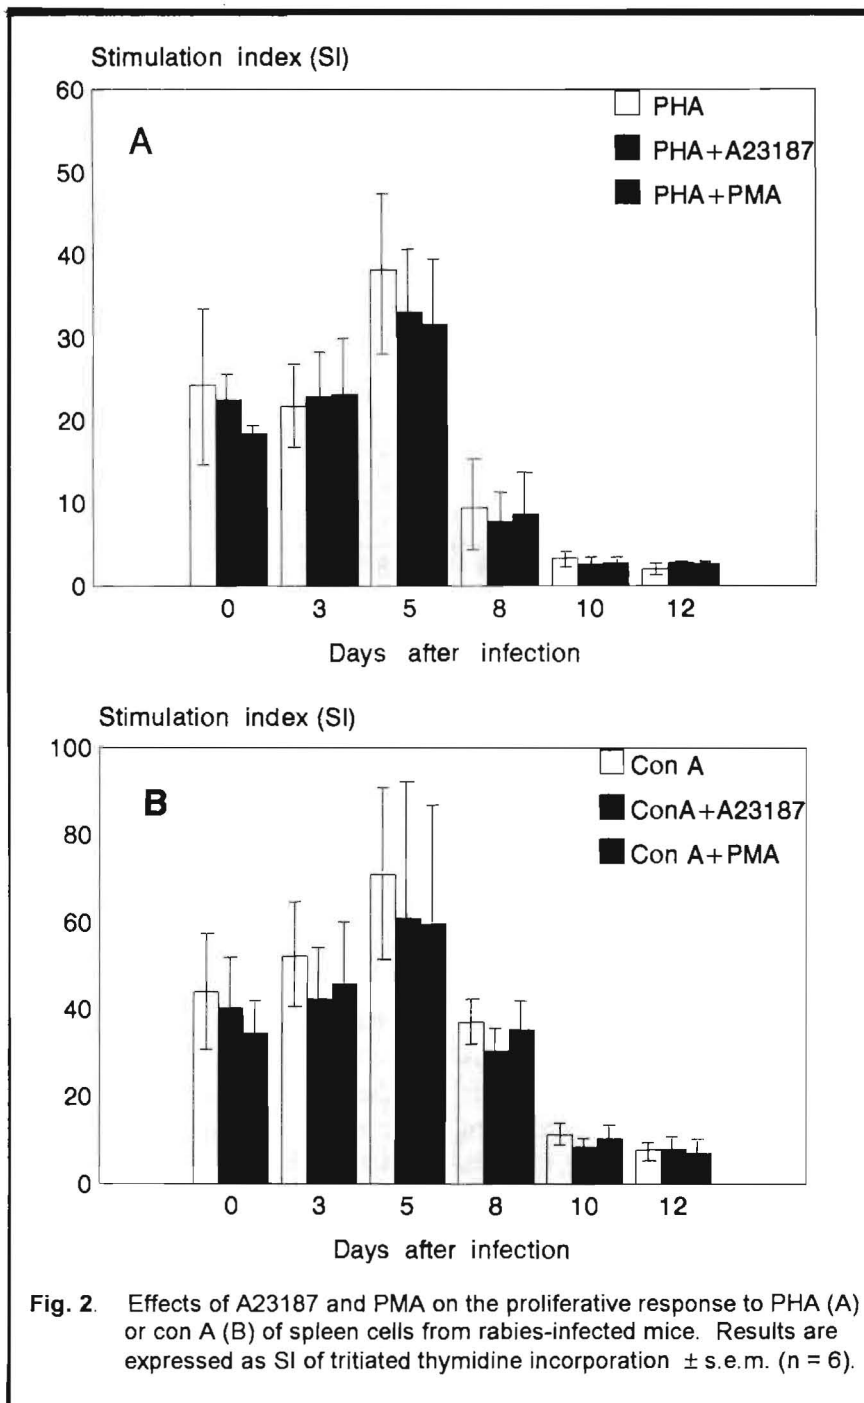 Stimulation index (SI)
60
50
40
30
20
10
0
A
PHA
PHA+A23187
PHA+PMA
0 3 5 8 10 12
Days after infection
Stimulation index (SI)
100
80
60
40
20
0
B
Con A
ConA+A23187
Con A+PMA
0 3 5 8 10 12
Days after infection
Fig. 2. Effects of A23187 and PMA on the proliferative response to PHA (A)
or con A (B) of spleen cells from rabies-infected mice. Results are
expressed as SI of tritiated thymidine incorporation ± s.e.m. (n = 6).